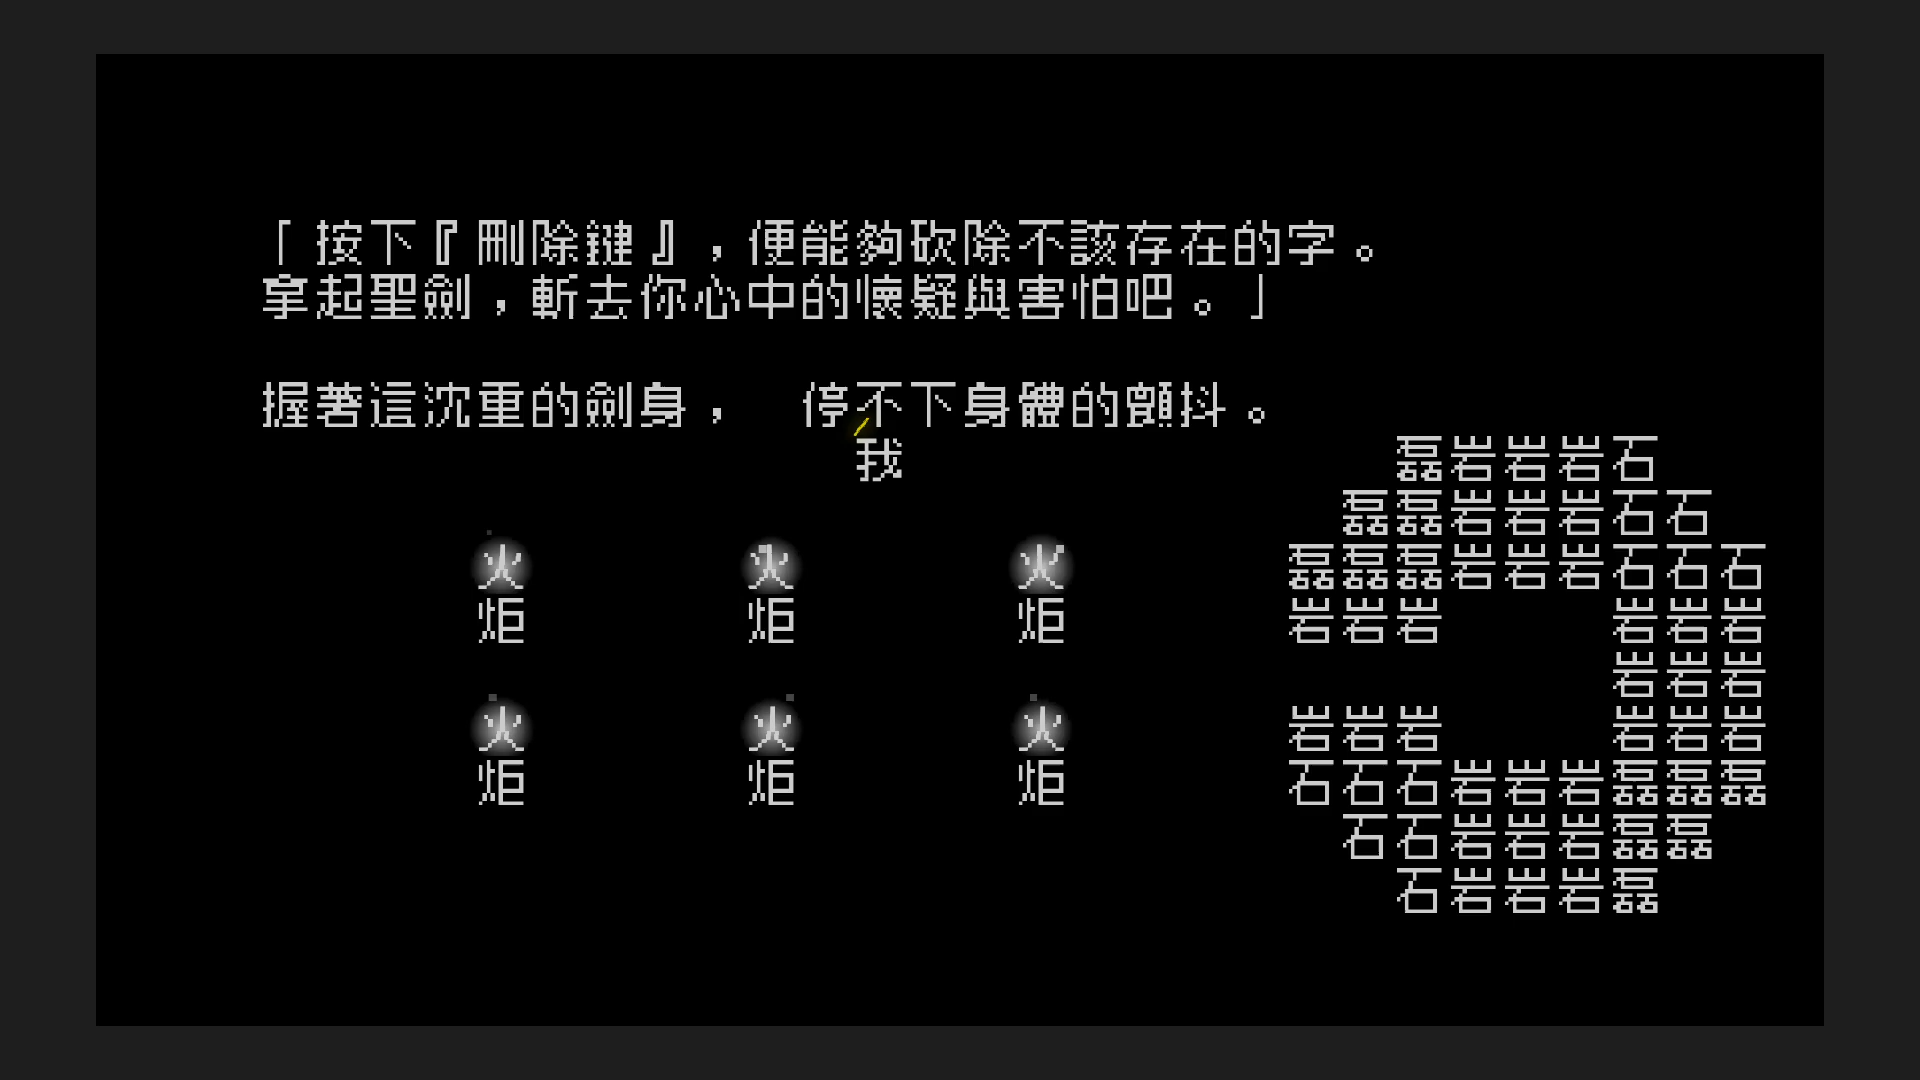 「按下『刪除鍵』，便能夠砍除不該存在的字。
拿起聖劍，斬去你心中的懷疑與害怕吧。」
握著這沈重的劍身，　停不下身體的顫抖。
我
磊岩岩岩石
磊磊岩岩岩石石
火　火　火　磊磊磊岩岩岩石石石
炬　炬　炬　岩岩岩　岩岩岩
岩岩岩
火　火　火　岩岩岩　岩岩岩
炬　炬　炬　石石石岩岩岩磊磊磊
石石岩岩岩磊磊
石岩岩岩磊